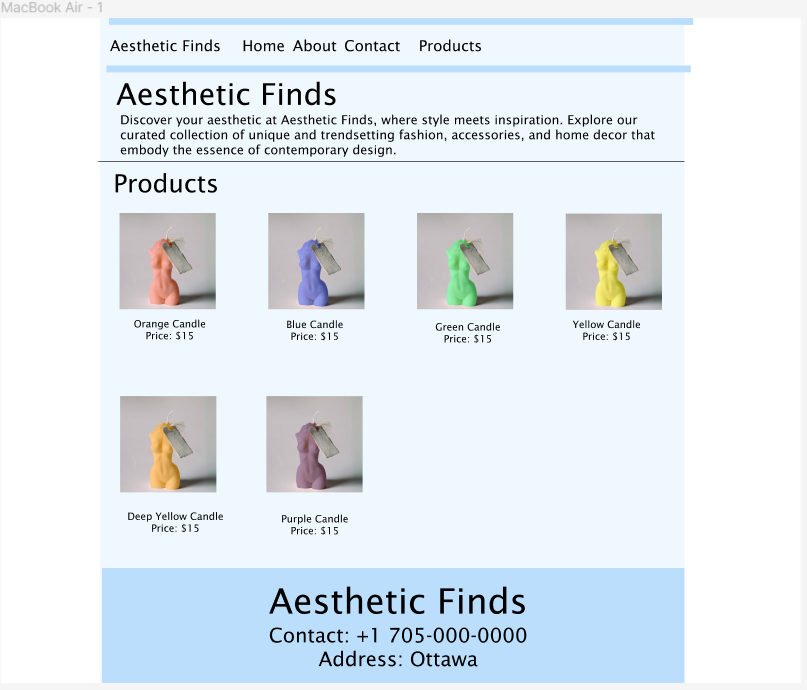 MacBook Air - 1
Aesthetic Finds Home About Contact Products
Aesthetic Finds
Discover your aesthetic at Aesthetic Finds, where style meets inspiration. Explore our
curated collection of unique and trendsetting fashion, accessories, and home decor that
embody the essence of contemporary design.
Products
Orange Candle
Price: $15
Blue Candle
Price: $15
Green Candle
Price: $15
Yellow Candle
Price: $15
Deep Yellow Candle
Price: $15
Purple Candle
Price: $15
Aesthetic Finds
Contact: +1 705-000-0000
Address: Ottawa